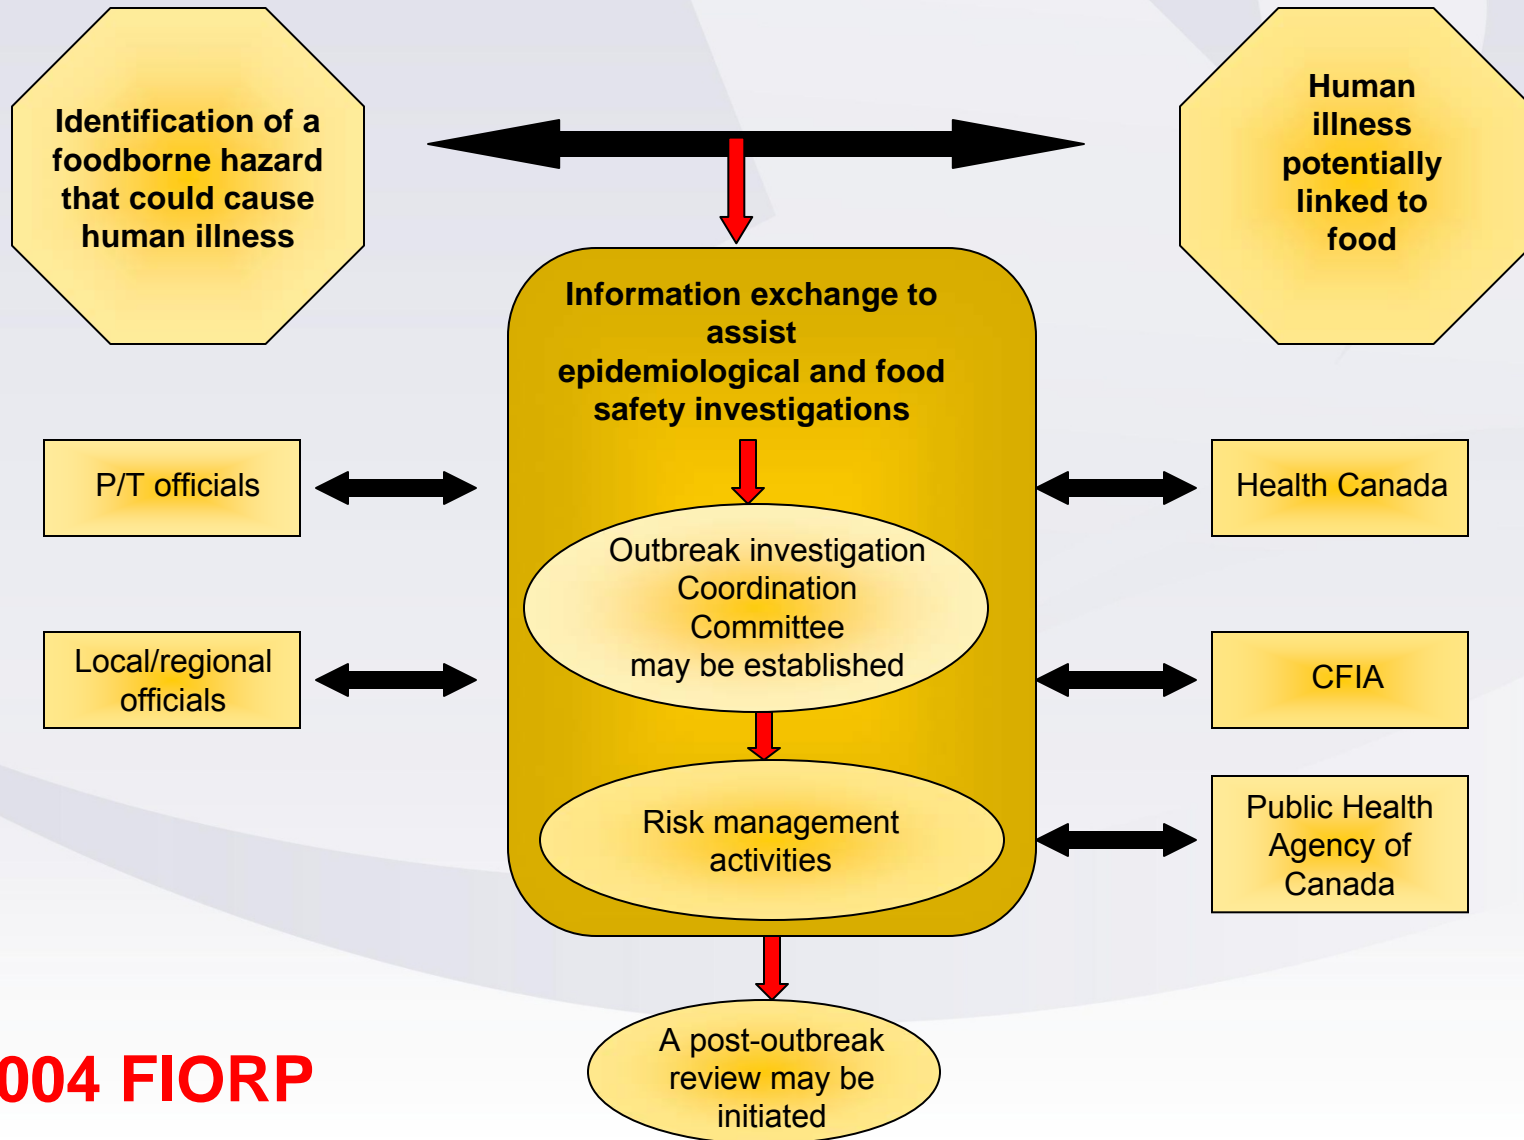 Identification of a
foodborne hazard
that could cause
human illness
Human
illness
potentially
linked to
food
Information exchange to
assist
epidemiological and food
safety investigations
P/T officials
Health Canada
Outbreak investigation
Coordination
Committee
may be established
Local/regional
officials
CFIA
Risk management
activities
Public Health
Agency of
Canada
A post-outbreak
review may be
initiated
004 FIORP